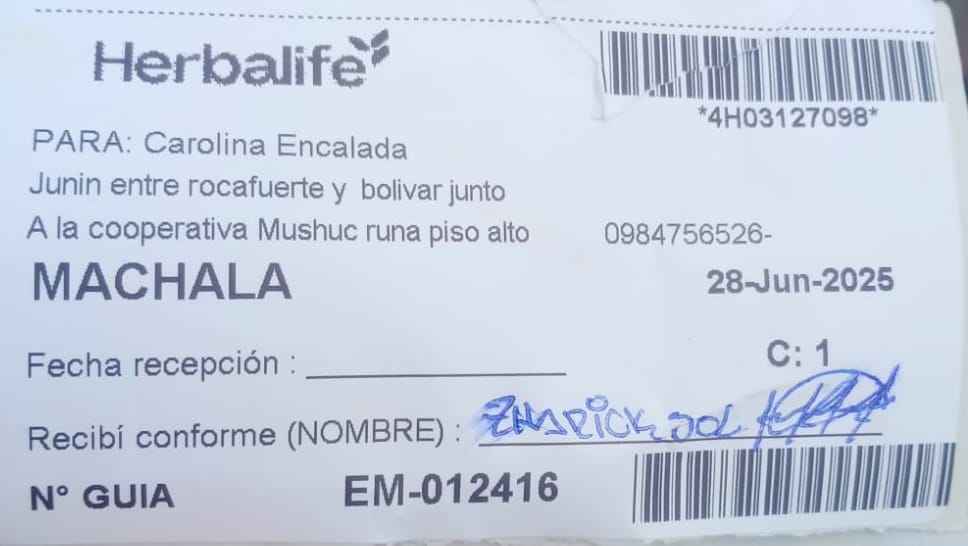 Herbalife
*4H03127098*
PARA: Carolina Encalada
Junin entre rocafuerte y bolivar junto
A la cooperativa Mushuc runa piso alto 0984756526-
MACHALA 28-Jun-2025
Fecha recepción : C: 1
Recibí conforme (NOMBRE) :
N° GUIA EM-012416